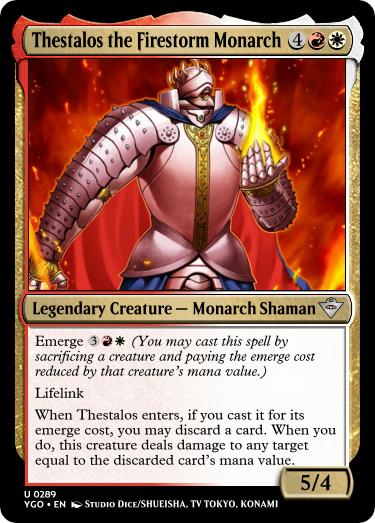 Thestalos the Firestorm Monarch 4
Legendary Creature — Monarch Shaman
Emerge 3 (You may cast this spell by
sacrificing a creature and paying the emerge cost
reduced by that creature's mana value.)
Lifelink
When Thestalos enters, if you cast it for its
emerge cost, you may discard a card. When you
do, this creature deals damage to any target
equal to the discarded card's mana value.
5/4
U 0289
YGO • EN Studio Dice/SHUEISHA, TV TOKYO, KONAMI